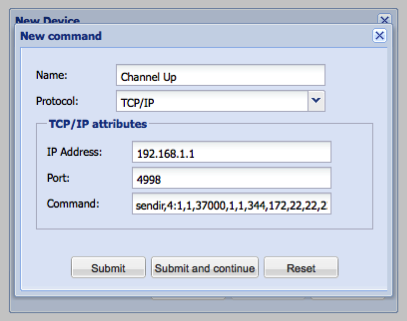 New Device
New command
Name: Channel Up
Protocol: TCP/IP
TCP/IP attributes
IP Address: 192.168.1.1
Port: 4998
Command: sendir,4:1,1,37000,1,1,344,172,22,22,2
Submit Submit and continue Reset